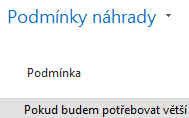 Podmínky náhrady
Podmínka
Pokud budem potřebovat větší